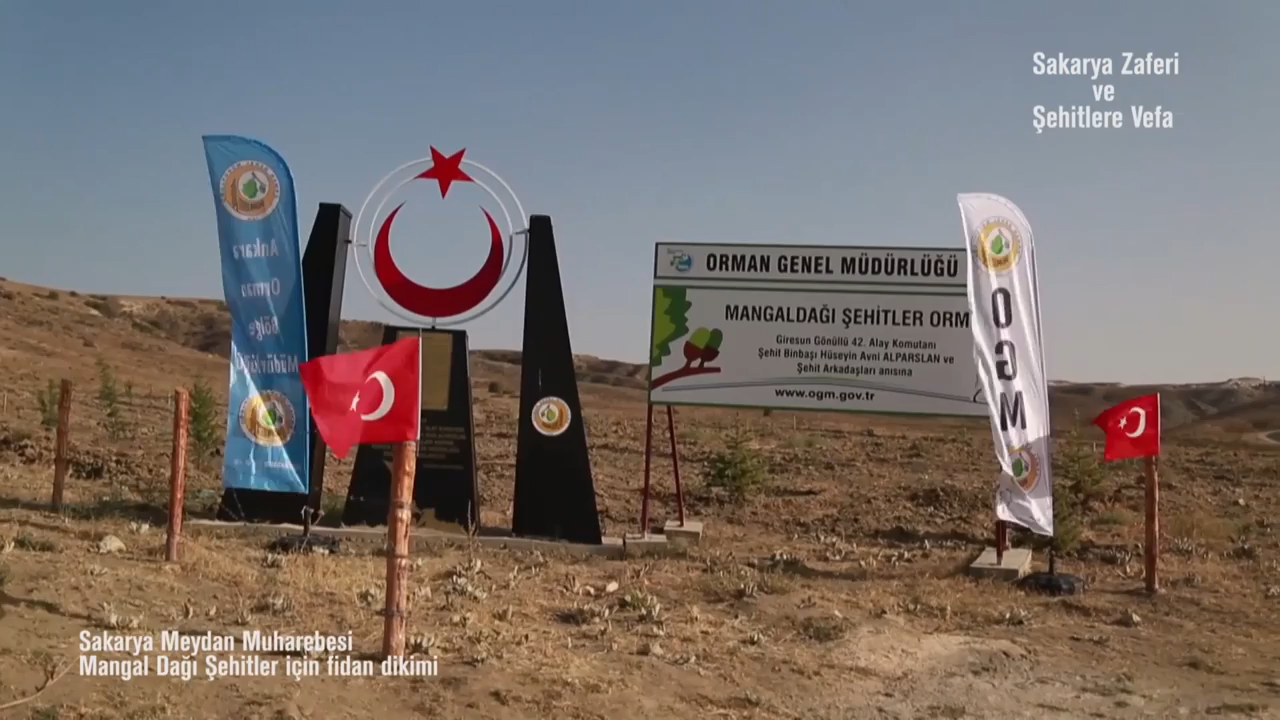 Sakarya Zaferi
ve
Şehitlere Vefa
Ankara
Orman
Bölge
Müdürlüğü
ORMAN GENEL MÜDÜRLÜĞÜ
MANGALDAĞI ŞEHİTLER ORM
Giresun Gönüllü 42. Alay Komutanı
Şehit Binbaşı Hüseyin Avni ALPARSLAN ve
Şehit Arkadaşları anısına
www.ogm.gov.tr
OGM
Sakarya Meydan Muharebesi
Mangal Dağı Şehitler için fidan dikimi